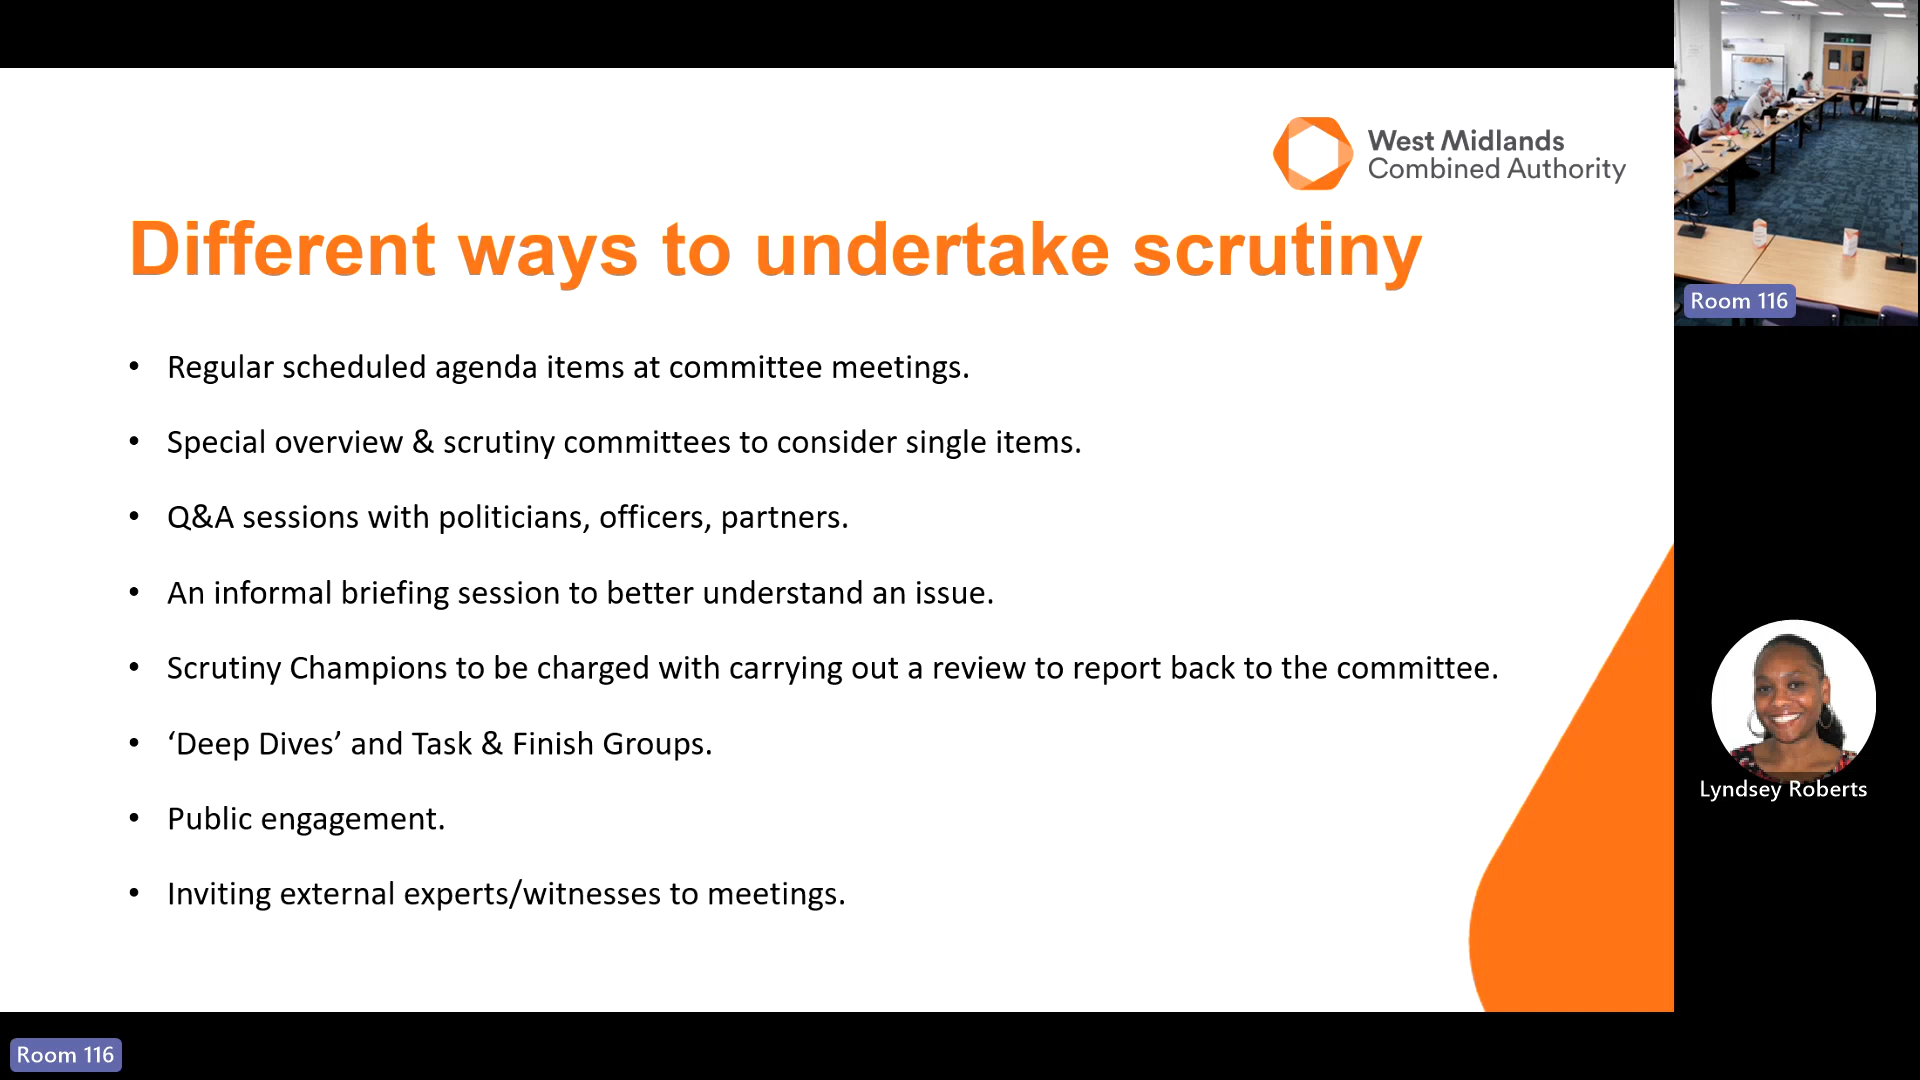 West Midlands
Combined Authority
Different ways to undertake scrutiny
• Regular scheduled agenda items at committee meetings.
• Special overview & scrutiny committees to consider single items.
• Q&A sessions with politicians, officers, partners.
• An informal briefing session to better understand an issue.
• Scrutiny Champions to be charged with carrying out a review to report back to the committee.
• ‘Deep Dives’ and Task & Finish Groups.
• Public engagement.
• Inviting external experts/witnesses to meetings.
Room 116
Lyndsey Roberts
Room 116